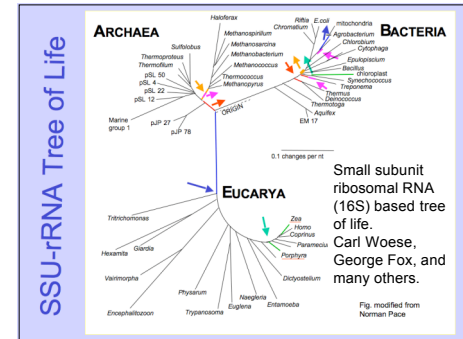 SSU-rRNA Tree of Life
ARCHAEA
BACTERIA
EUCARYA
Haloferax
Methanospirillum
Methanosarcina
Methanobacterium
Methanococcus
Thermococcus
Methanopyrus
Sulfolobus
Thermoproteus
Thermofilum
pSL 50
pSL 4
pSL 22
pSL 12
Marine
group 1
pJP 27
pJP 78
ORIGIN
Riftia
E.coli
mitochondria
Chromatium
Agrobacterium
Chlorobium
Cytophaga
Epulopiscium
Bacillus
chloroplast
Synechococcus
Treponema
Thermus
Deinococcus
Thermotoga
Aquifex
EM 17
0.1 changes per nt
Tritrichomonas
Zea
Homo
Coprinus
Paramecium
Porphyra
Giardia
Hexamita
Dictyostelium
Vairimorpha
Physarum
Naegleria
Entamoeba
Euglena
Encephalitozoon
Trypanosoma
Small subunit
ribosomal RNA
(16S) based tree
of life.
Carl Woese,
George Fox, and
many others.
Fig. modified from
Norman Pace